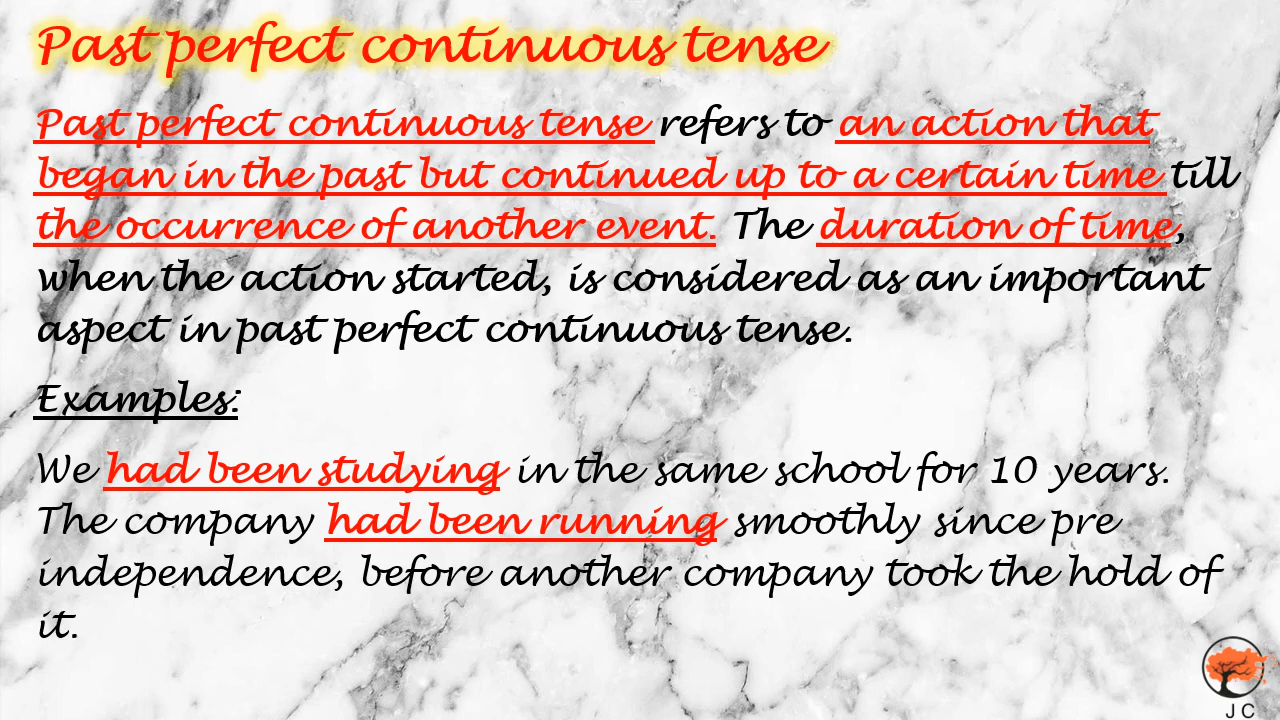 Past perfect continuous tense
Past perfect continuous tense refers to an action that
began in the past but continued up to a certain time till
the occurrence of another event. The duration of time,
when the action started, is considered as an important
aspect in past perfect continuous tense.
Examples:
We had been studying in the same school for 10 years.
The company had been running smoothly since pre
independence, before another company took the hold of
it.
J C